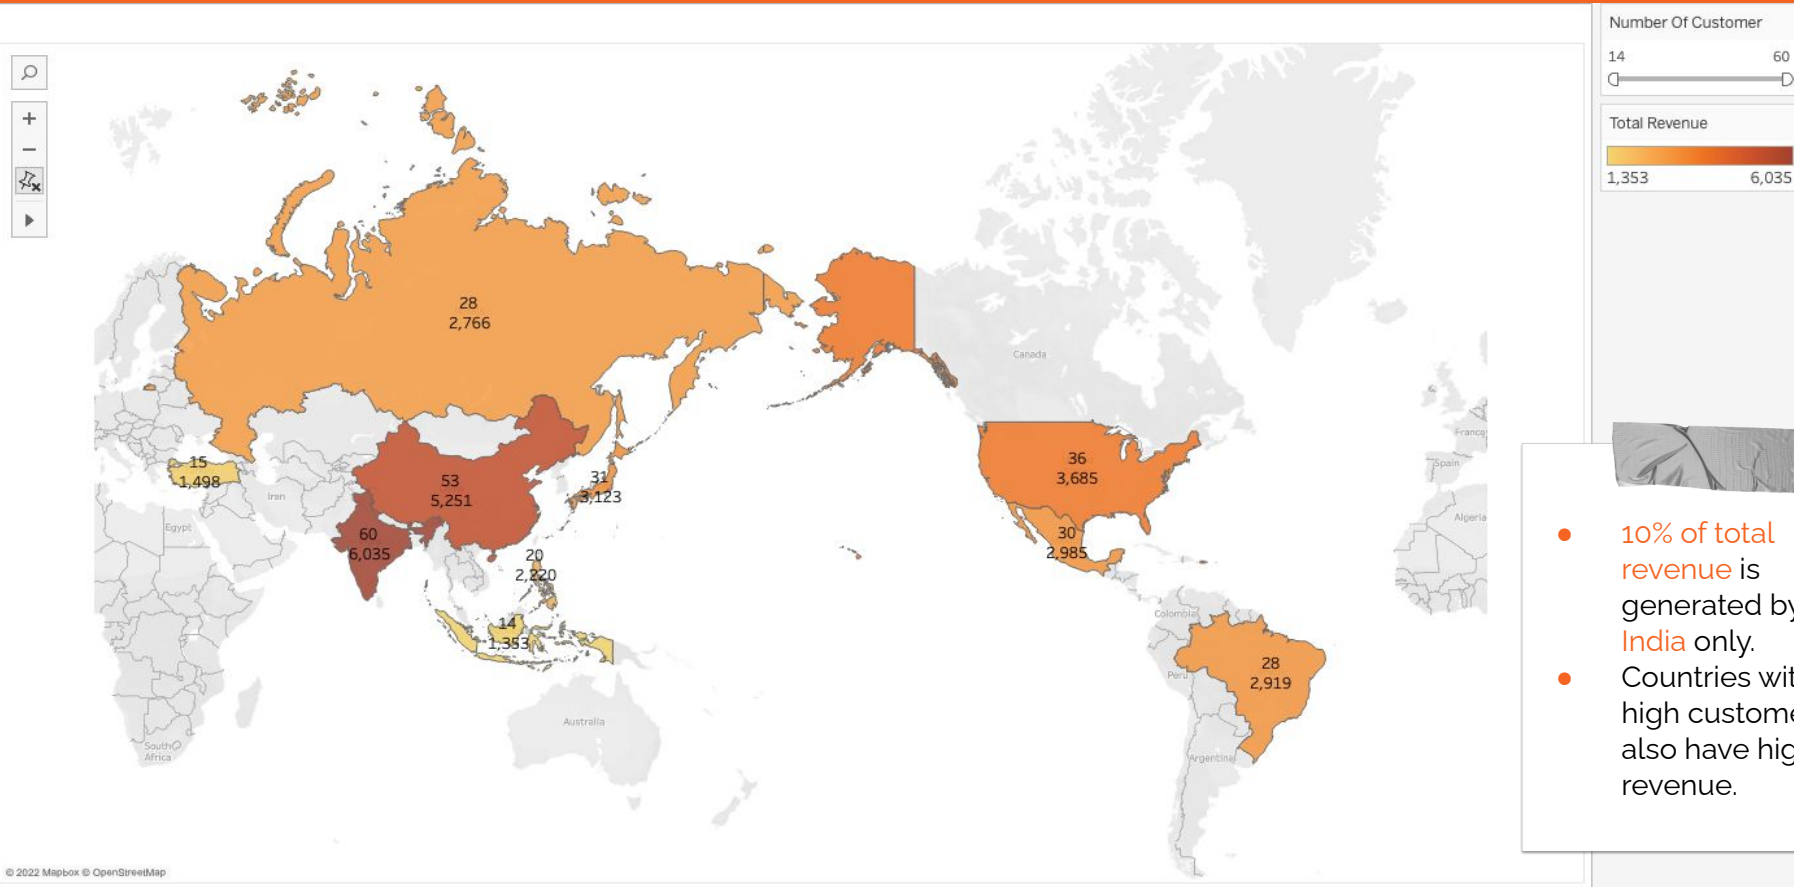 Number Of Customer
14 60
Total Revenue
1,353 6,035
28
2,766
Canada
15
1,498
Iran
Egypt
53
5,251
31
3,123
60
6,035
20
2,220
14
1,353
36
3,685
30
2,985
France
Spain
Algeria
Colombia
Peru
28
2,919
Argentina
Australia
South
Africa
● 10% of total
revenue is
generated by
India only.
● Countries wit
high custome
also have hig
revenue.
© 2022 Mapbox © OpenStreetMap